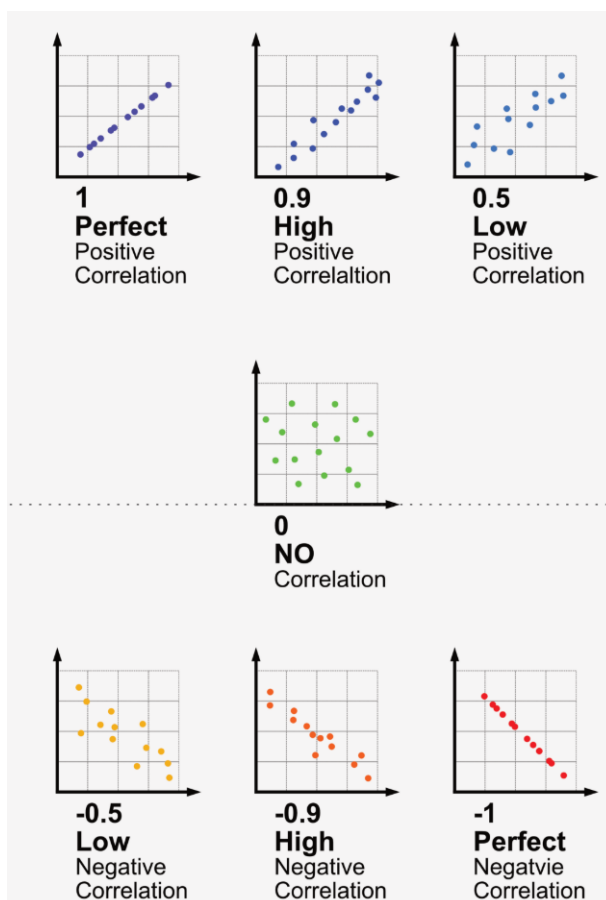 1
Perfect
Positive
Correlation
0.9
High
Positive
Correlaltion
0.5
Low
Positive
Correlation
0
NO
Correlation
-0.5
Low
Negative
Correlation
-0.9
High
Negative
Correlation
-1
Perfect
Negatvie
Correlation